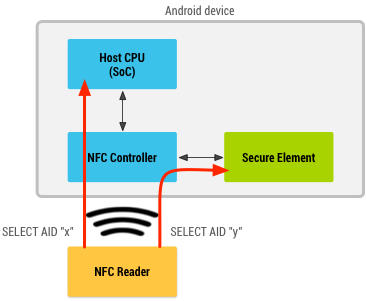 Android device
Host CPU
(SoC)
NFC Controller
Secure Element
SELECT AID "x"
SELECT AID "y"
NFC Reader